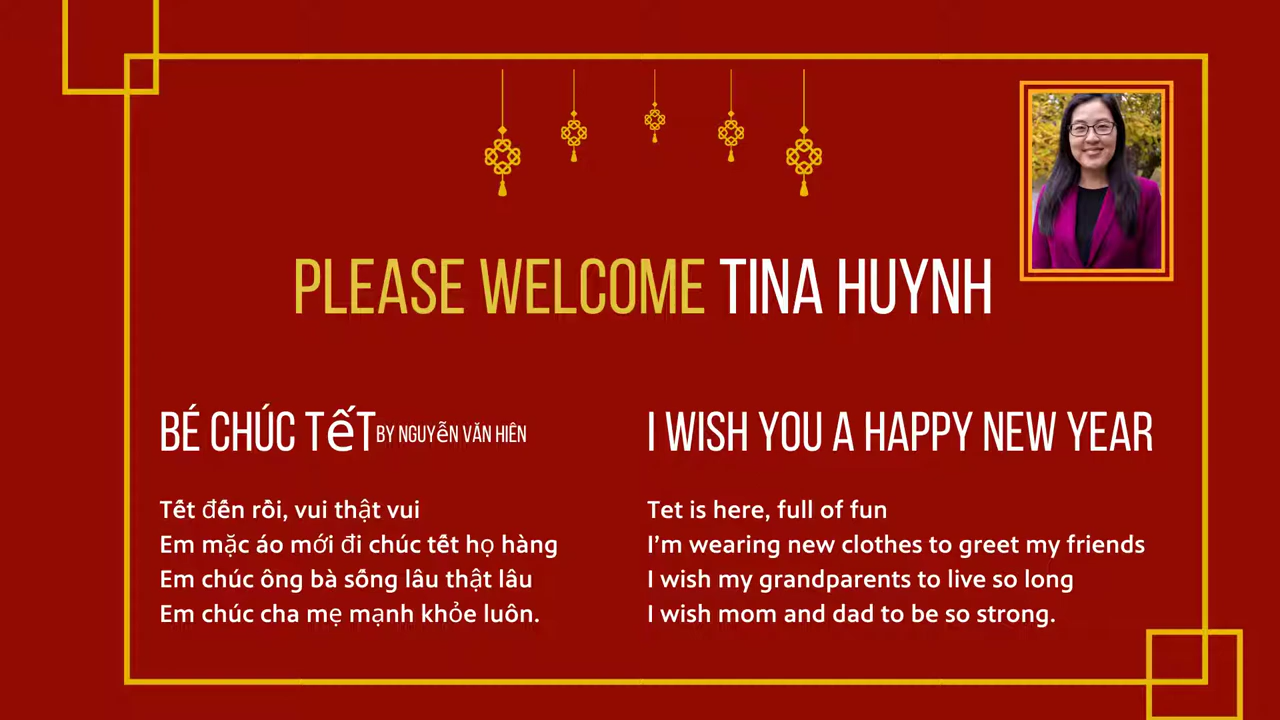 PLEASE WELCOME TINA HUYNH
BÉ CHÚC TếT BY NGUYễN VĂN HIÊN
Tết đến rồi, vui thật vui
Em mặc áo mới đi chúc tết họ hàng
Em chúc ông bà sống lâu thật lâu
Em chúc cha mẹ mạnh khỏe luôn.
I WISH YOU A HAPPY NEW YEAR
Tet is here, full of fun
I’m wearing new clothes to greet my friends
I wish my grandparents to live so long
I wish mom and dad to be so strong.